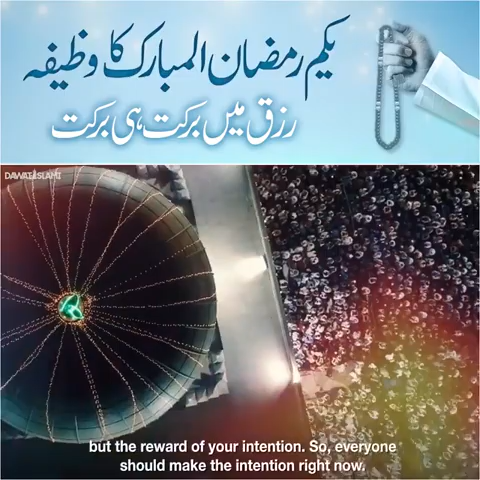 یکم رمضان المبارک کا وظیفہ
رزق میں برکت ہی برکت
DAWATEISLAMI
but the reward of your intention. So, everyone
should make the intention right now.